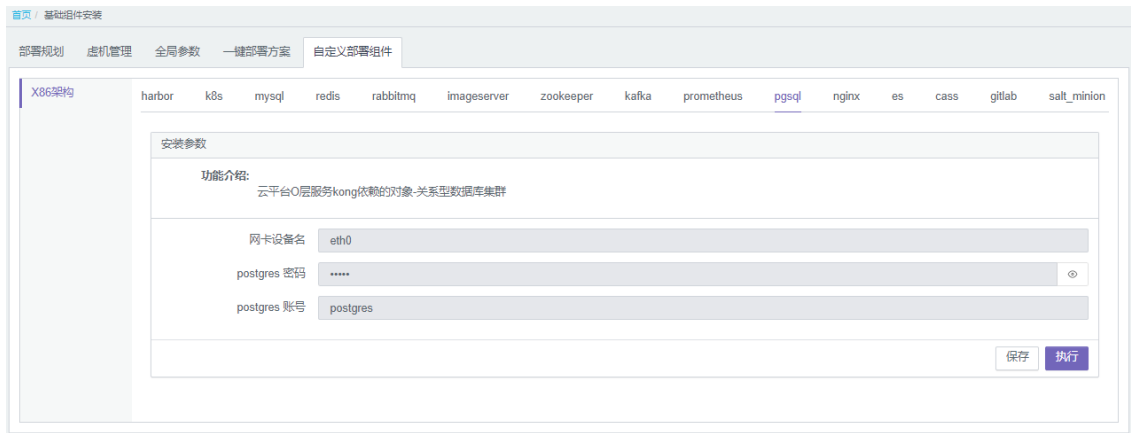 首页 / 基础组件安装
部署规划 虚机管理 全局参数 一键部署方案 自定义部署组件
X86架构
harbor k8s mysql redis rabbitmq imageserver zookeeper kafka prometheus pgsql nginx es cass gitlab salt_minion
安装参数
功能介绍:
云平台O层服务kong依赖的对象-关系型数据库集群
网卡设备名 eth0
postgres 密码 •••••
postgres 账号 postgres
保存 执行